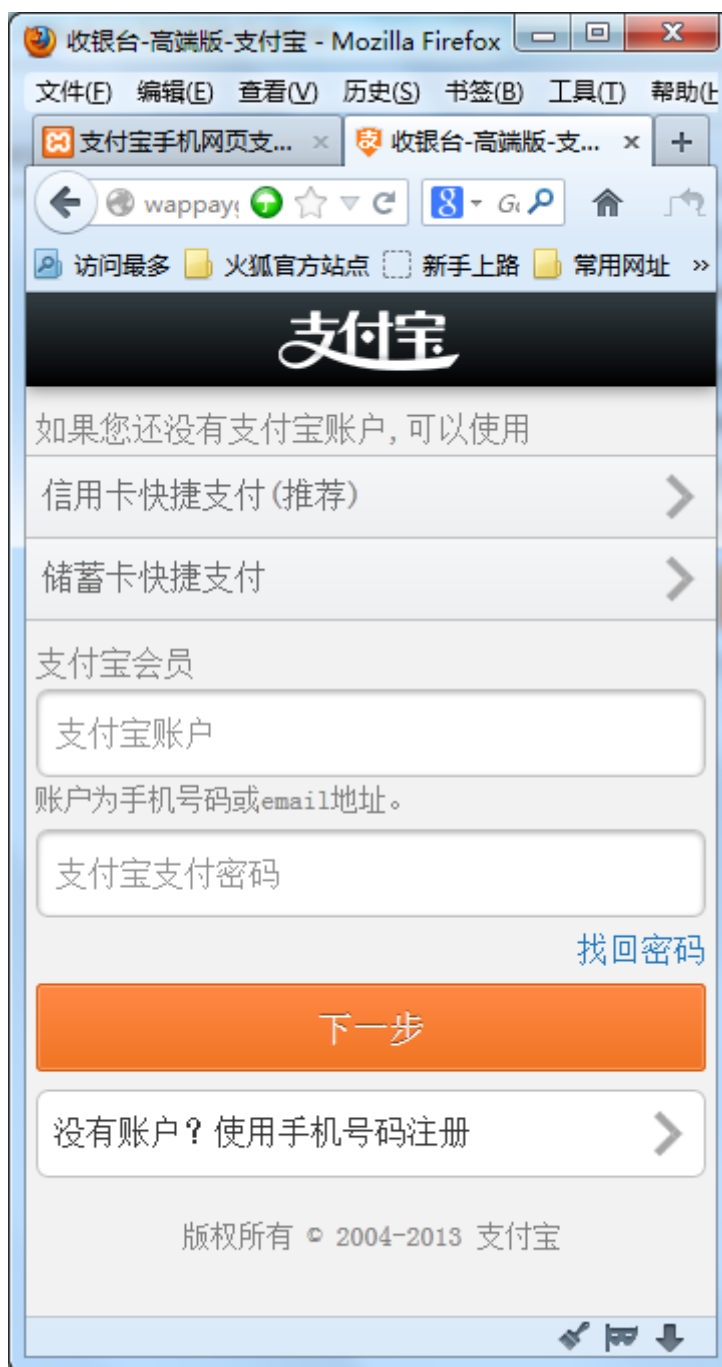 收银台-高端版-支付宝 - Mozilla Firefox
文件(F) 编辑(E) 查看(V) 历史(S) 书签(B) 工具(T) 帮助(H
支付宝手机网页支... × 收银台-高端版-支... × +
wappay 8 G
访问最多 火狐官方站点 新手上路 常用网址 »
支付宝
如果您还没有支付宝账户,可以使用
信用卡快捷支付(推荐)
储蓄卡快捷支付
支付宝会员
支付宝账户
账户为手机号码或email地址。
支付宝支付密码
找回密码
下一步
没有账户？使用手机号码注册
版权所有 © 2004-2013 支付宝